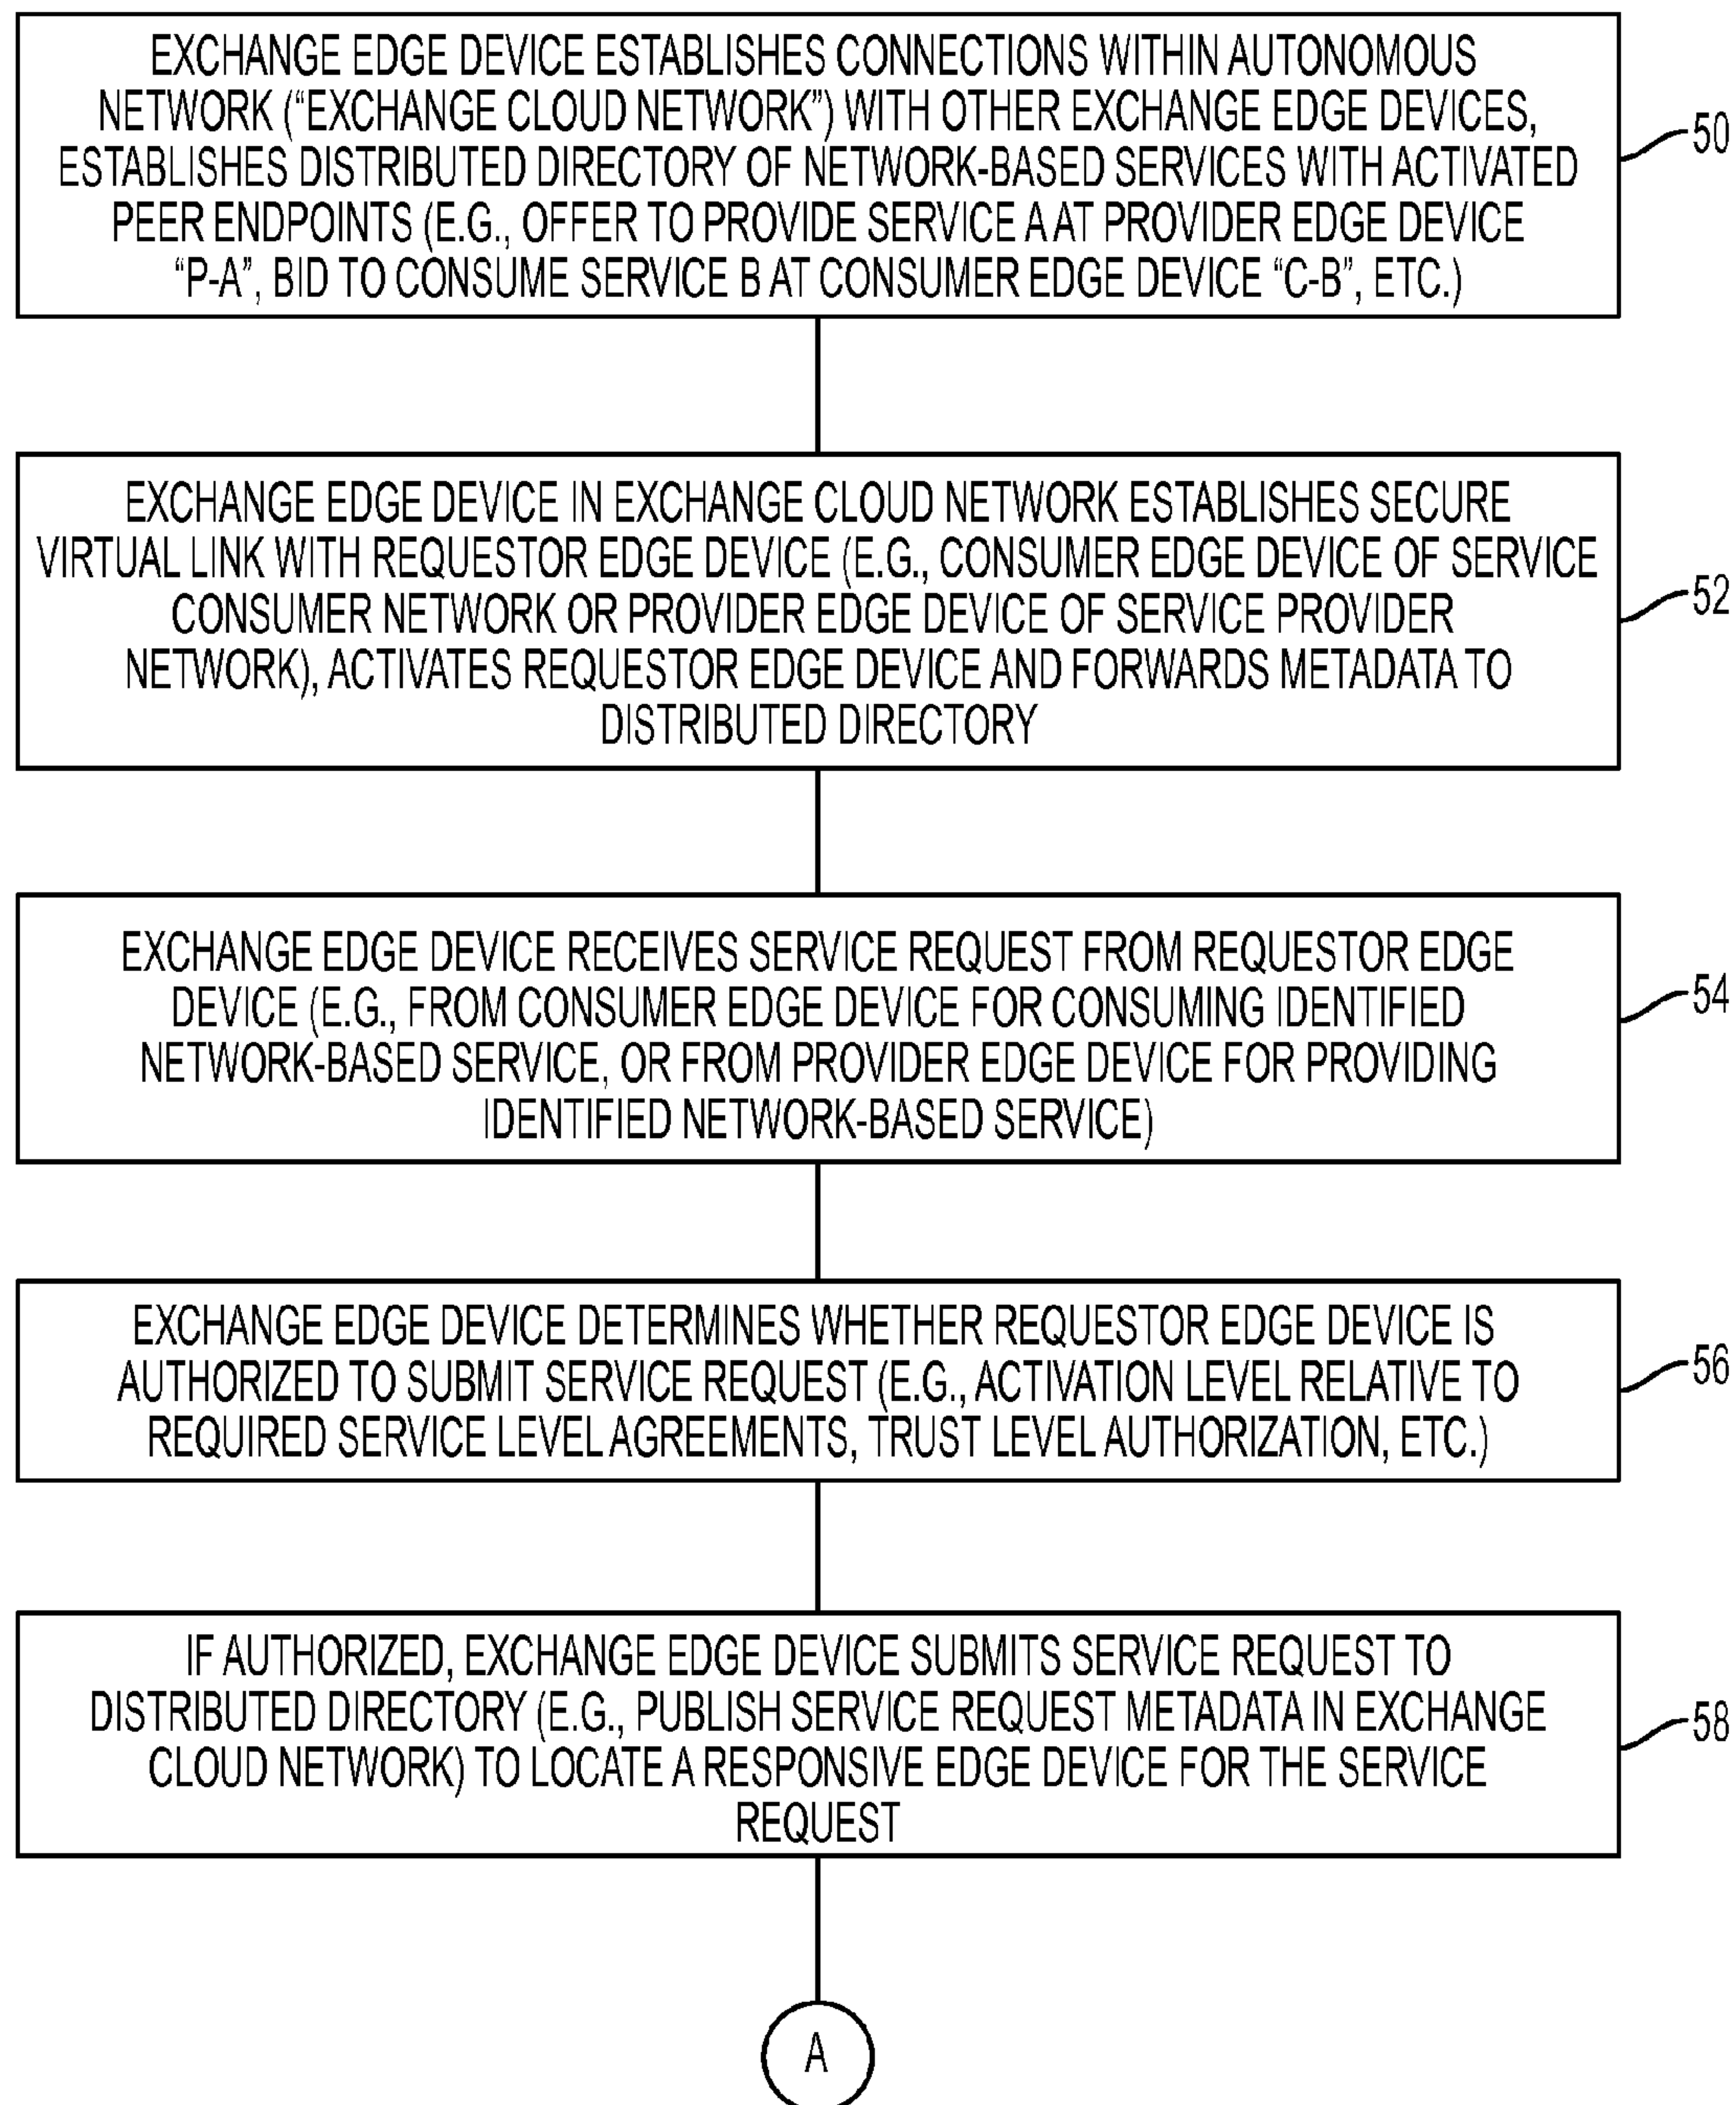 EXCHANGE EDGE DEVICE ESTABLISHES CONNECTIONS WITHIN AUTONOMOUS
NETWORK (“EXCHANGE CLOUD NETWORK”) WITH OTHER EXCHANGE EDGE DEVICES,
ESTABLISHES DISTRIBUTED DIRECTORY OF NETWORK-BASED SERVICES WITH ACTIVATED
PEER ENDPOINTS (E.G., OFFER TO PROVIDE SERVICE A AT PROVIDER EDGE DEVICE
“P-A”, BID TO CONSUME SERVICE B AT CONSUMER EDGE DEVICE “C-B”, ETC.)
50
EXCHANGE EDGE DEVICE IN EXCHANGE CLOUD NETWORK ESTABLISHES SECURE
VIRTUAL LINK WITH REQUESTOR EDGE DEVICE (E.G., CONSUMER EDGE DEVICE OF SERVICE
CONSUMER NETWORK OR PROVIDER EDGE DEVICE OF SERVICE PROVIDER
NETWORK), ACTIVATES REQUESTOR EDGE DEVICE AND FORWARDS METADATA TO
DISTRIBUTED DIRECTORY
52
EXCHANGE EDGE DEVICE RECEIVES SERVICE REQUEST FROM REQUESTOR EDGE
DEVICE (E.G., FROM CONSUMER EDGE DEVICE FOR CONSUMING IDENTIFIED
NETWORK-BASED SERVICE, OR FROM PROVIDER EDGE DEVICE FOR PROVIDING
IDENTIFIED NETWORK-BASED SERVICE)
54
EXCHANGE EDGE DEVICE DETERMINES WHETHER REQUESTOR EDGE DEVICE IS
AUTHORIZED TO SUBMIT SERVICE REQUEST (E.G., ACTIVATION LEVEL RELATIVE TO
REQUIRED SERVICE LEVEL AGREEMENTS, TRUST LEVEL AUTHORIZATION, ETC.)
56
IF AUTHORIZED, EXCHANGE EDGE DEVICE SUBMITS SERVICE REQUEST TO
DISTRIBUTED DIRECTORY (E.G., PUBLISH SERVICE REQUEST METADATA IN EXCHANGE
CLOUD NETWORK) TO LOCATE A RESPONSIVE EDGE DEVICE FOR THE SERVICE
REQUEST
58
A